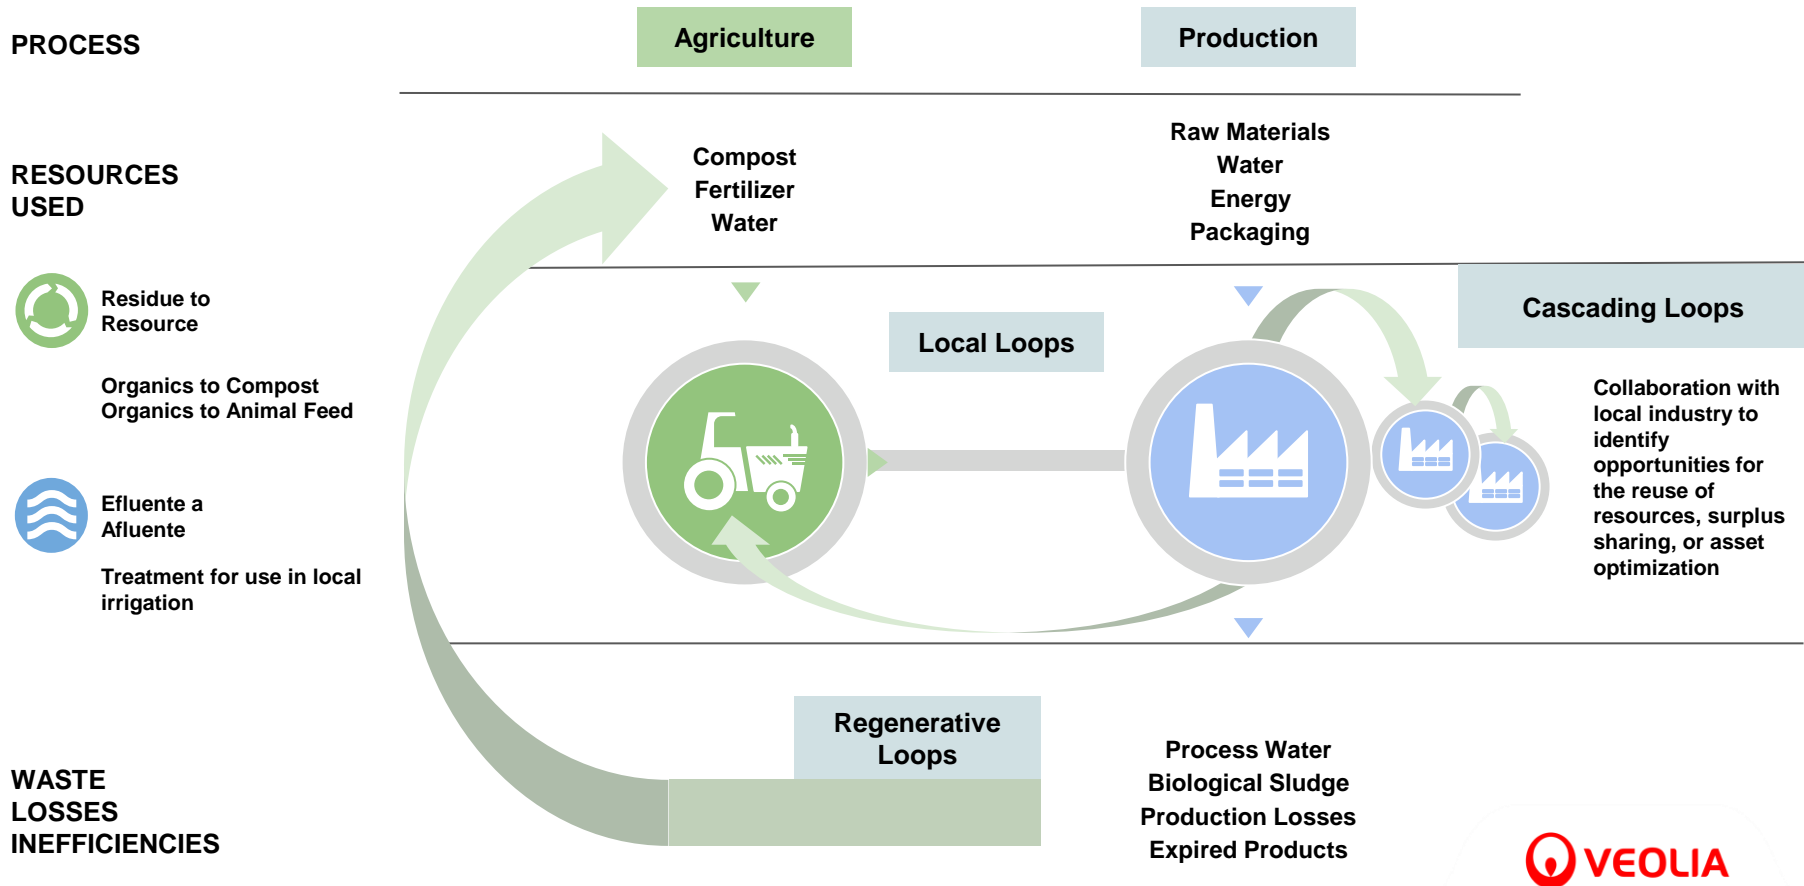 PROCESS
Agriculture
Production
RESOURCES
USED
Compost
Fertilizer
Water
Raw Materials
Water
Energy
Packaging
Residue to
Resource
Organics to Compost
Organics to Animal Feed
Efluente a
Afluente
Treatment for use in local
irrigation
Local Loops
Cascading Loops
Collaboration with
local industry to
identify
opportunities for
the reuse of
resources, surplus
sharing, or asset
optimization
Regenerative
Loops
WASTE
LOSSES
INEFFICIENCIES
Process Water
Biological Sludge
Production Losses
Expired Products
VEOLIA